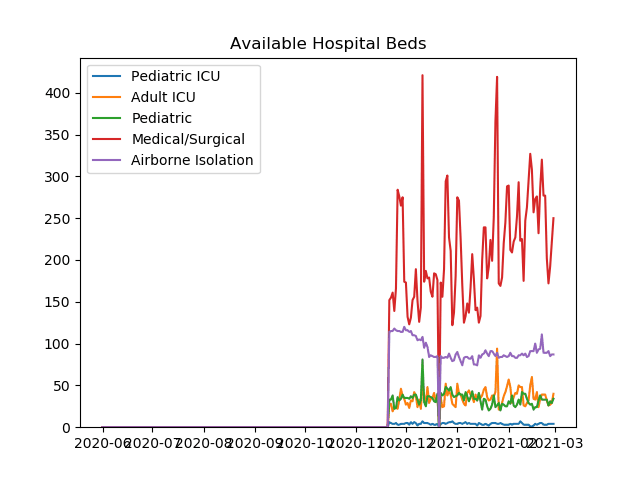 Available Hospital Beds
Pediatric ICU
Adult ICU
Pediatric
Medical/Surgical
Airborne Isolation
400
350
300
250
200
150
100
50
0
2020-06 2020-07 2020-08 2020-09 2020-10 2020-11 2020-12 2021-01 2021-02 2021-03